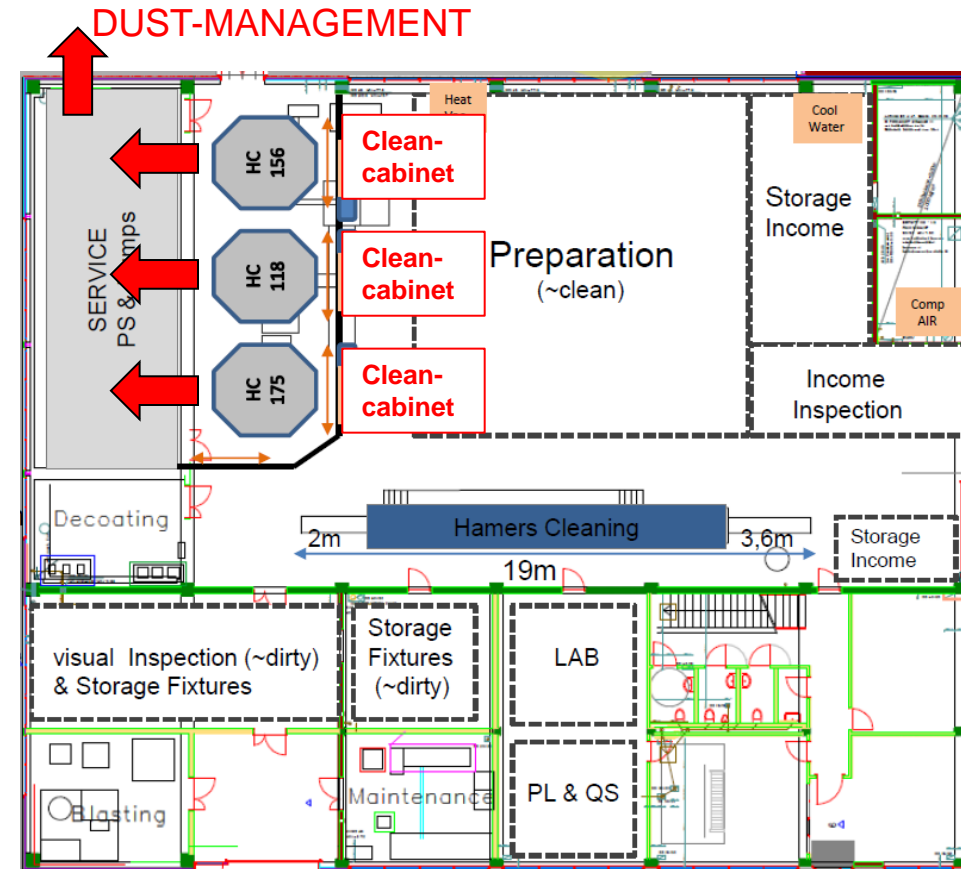 DUST-MANAGEMENT
Heat
Cool
Water
HC
156
Clean-
cabinet
Storage
Income
SERVICE
PS &
HC
118
Clean-
cabinet
Preparation
(~clean)
Comp
AIR
HC
175
Clean-
cabinet
Income
Inspection
Decoating
Hamers Cleaning
2m
3,6m
19m
Storage
Income
visual Inspection (~dirty)
& Storage Fixtures
Storage
Fixtures
(~dirty)
LAB
Blasting
Maintenance
PL & QS